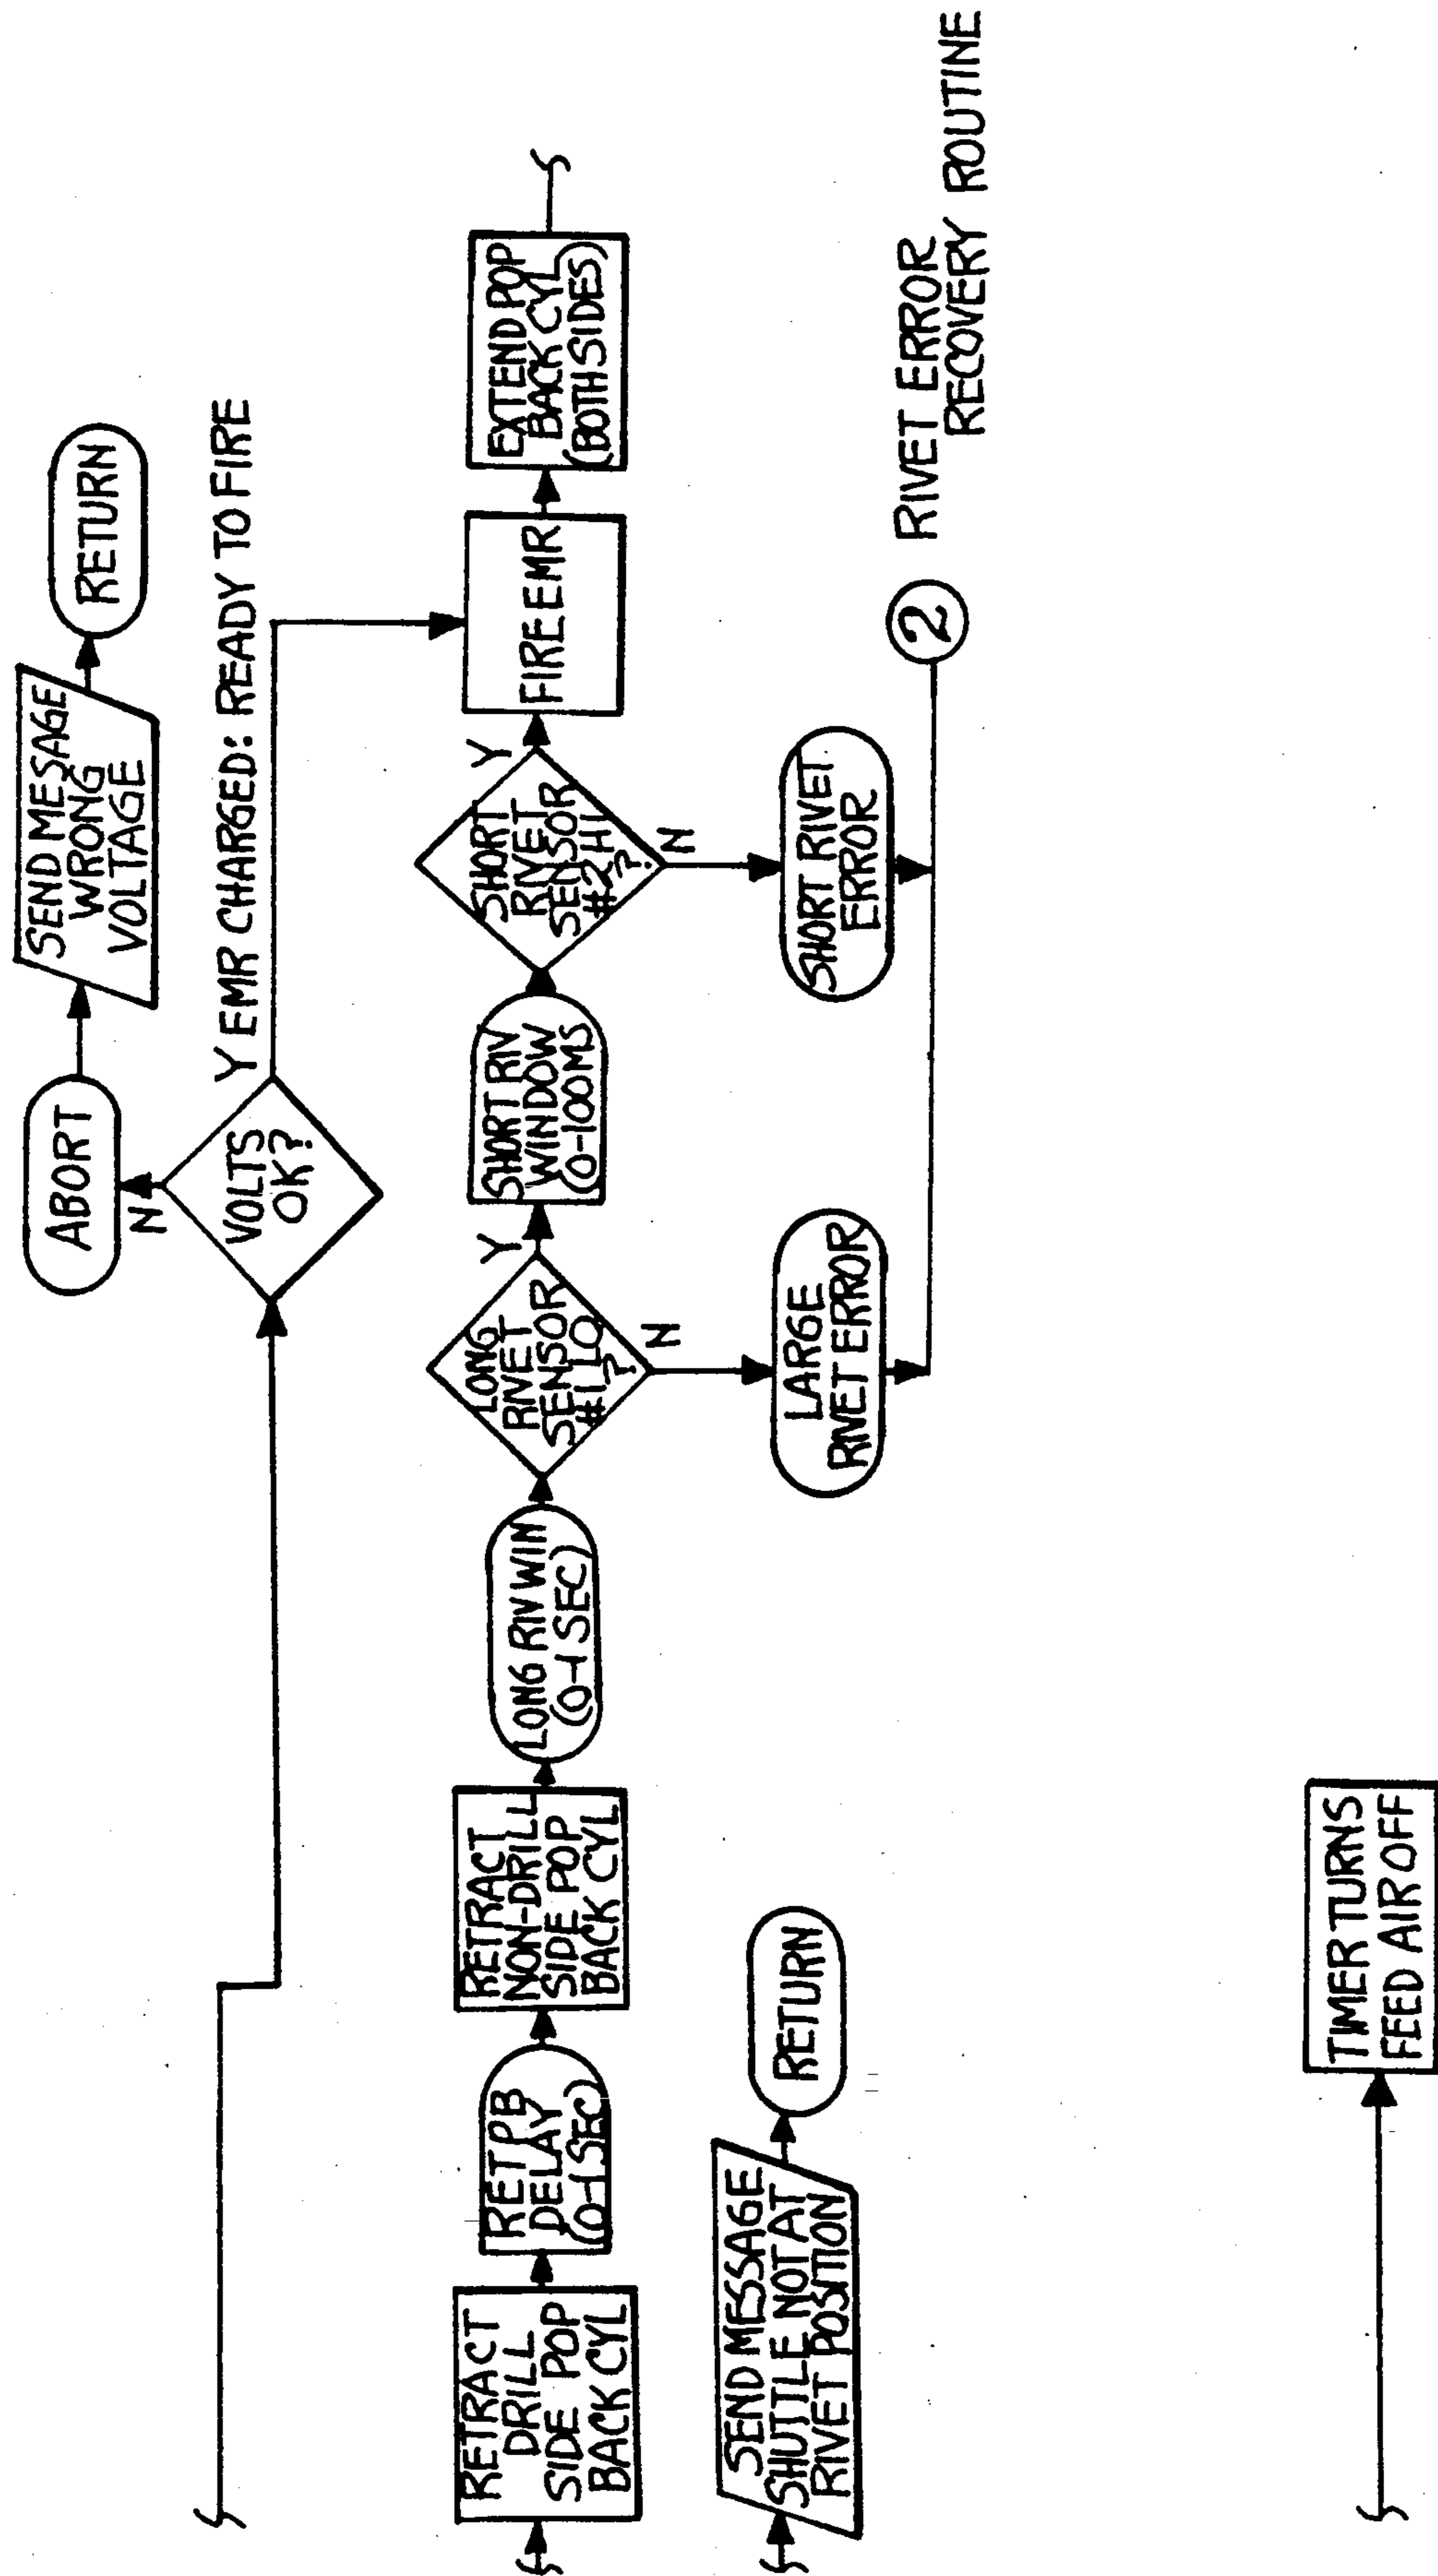 SEND MESSAGE
WRONG
VOLTAGE
RETURN
ABORT
N
VOLTS
OK?
Y EMR CHARGED: READY TO FIRE
RETRACT
DRILL
SIDE POP
BACK CYL
RET PB
DELAY
(0-1SEC)
RETRACT
NON-DRILL
SIDE POP
BACK CYL
LONG RIV WIN
(0-1 SEC)
LONG
RIVET
SENSOR
#1 LO
?
Y
N
SHORT RIV
WINDOW
(0-100MS
SHORT
RIVET
SENSOR
#2 HI
?
Y
N
FIRE EMR
EXTEND POP
BACK CYL
(BOTH SIDES)
LARGE
RIVET ERROR
SHORT RIVET
ERROR
2
RIVET ERROR
RECOVERY ROUTINE
SEND MESSAGE
SHUTTLE NOT AT
RIVET POSITION
RETURN
TIMER TURNS
FEED AIR OFF